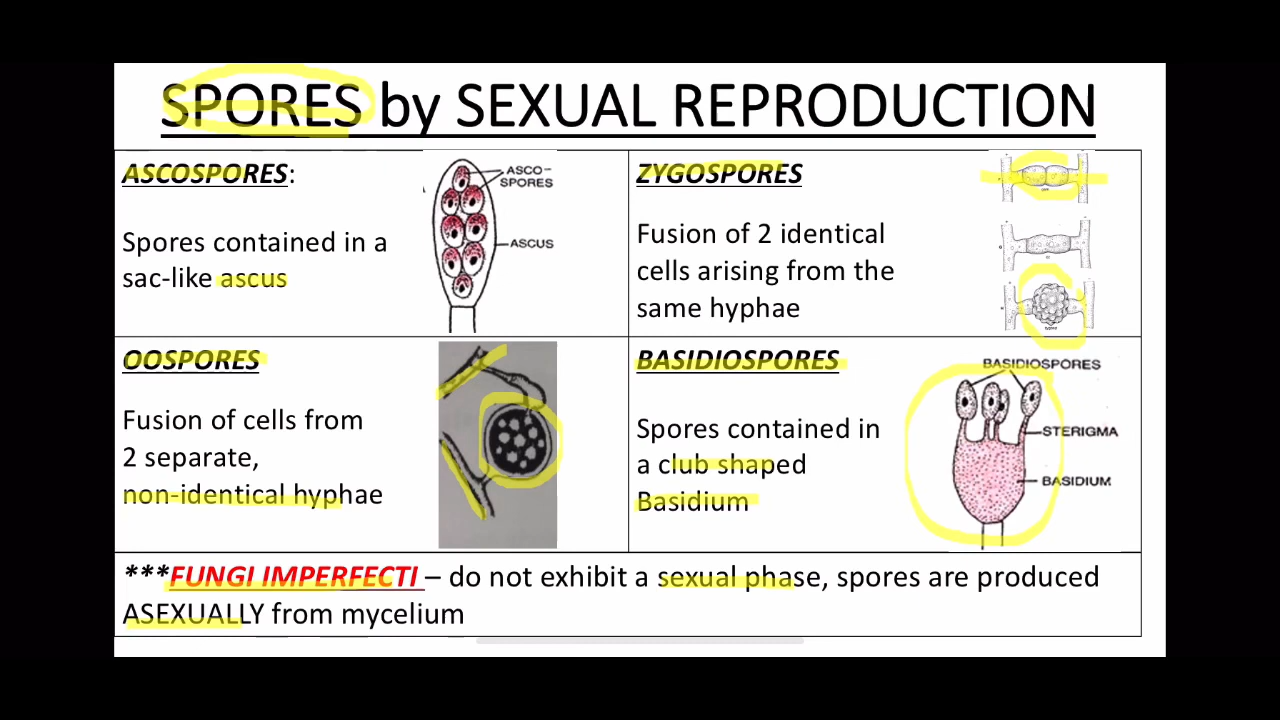 SPORES by SEXUAL REPRODUCTION
ASCOSPORES:
Spores contained in a
sac-like ascus
ASCO-
SPORES
ASCUS
ZYGOSPORES
Fusion of 2 identical
cells arising from the
same hyphae
OOSPORES
Fusion of cells from
2 separate,
non-identical hyphae
BASIDIOSPORES
Spores contained in
a club shaped
Basidium
BASIDIOSPORES
STERIGMA
BASIDIUM
***FUNGI IMPERFECTI – do not exhibit a sexual phase, spores are produced
ASEXUALLY from mycelium